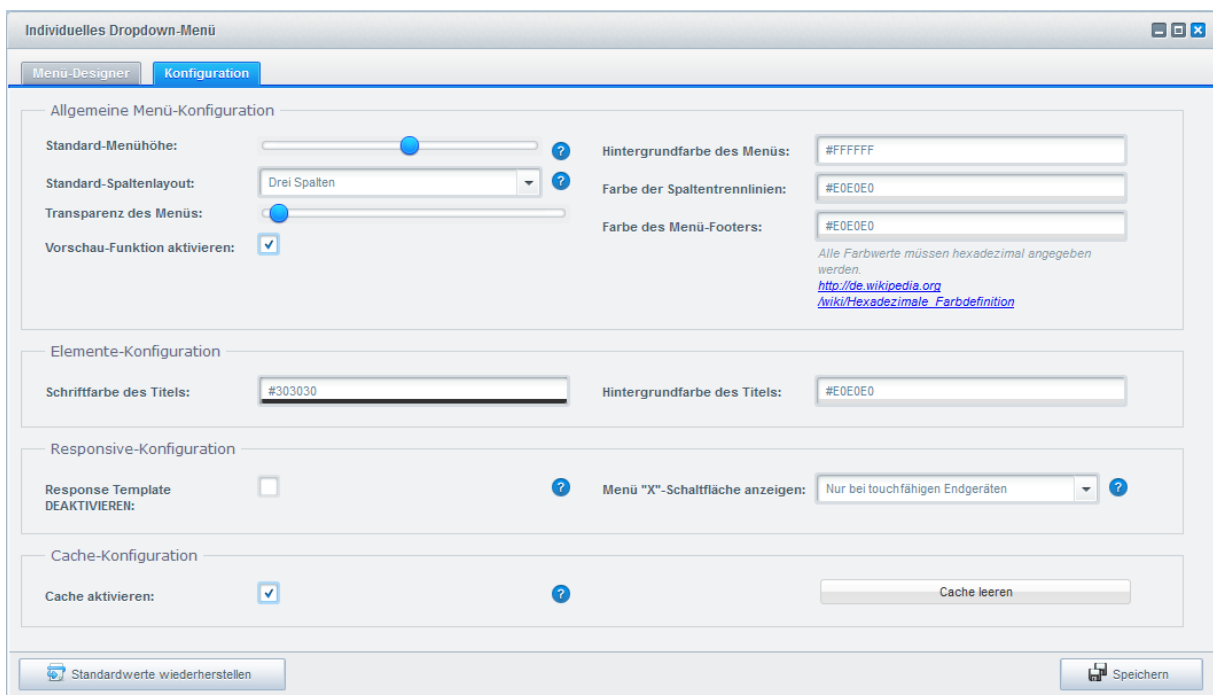 Individuelles Dropdown-Menü
Menü-Designer
Konfiguration
Allgemeine Menü-Konfiguration
Standard-Menühöhe:
?
Standard-Spaltenlayout:
Drei Spalten
?
Transparenz des Menüs:
Vorschau-Funktion aktivieren:
Hintergrundfarbe des Menüs:
#FFFFFF
Farbe der Spaltentrennlinien:
#E0E0E0
Farbe des Menü-Footers:
#E0E0E0
Alle Farbwerte müssen hexadezimal angegeben
werden.
http://de.wikipedia.org
/wiki/Hexadezimale_Farbdefinition
Elemente-Konfiguration
Schriftfarbe des Titels:
#303030
Hintergrundfarbe des Titels:
#E0E0E0
Responsive-Konfiguration
Response Template
DEAKTIVIEREN:
?
Menü "X"-Schaltfläche anzeigen:
Nur bei touchfähigen Endgeräten
?
Cache-Konfiguration
Cache aktivieren:
?
Cache leeren
Standardwerte wiederherstellen
Speichern